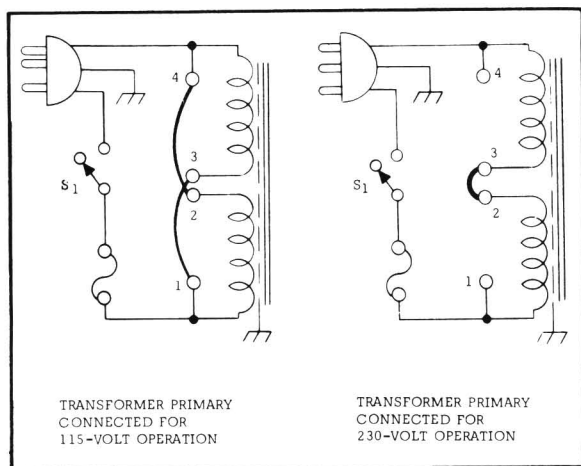 4
3
2
1
S1
TRANSFORMER PRIMARY
CONNECTED FOR
115-VOLT OPERATION
4
3
2
1
S1
TRANSFORMER PRIMARY
CONNECTED FOR
230-VOLT OPERATION